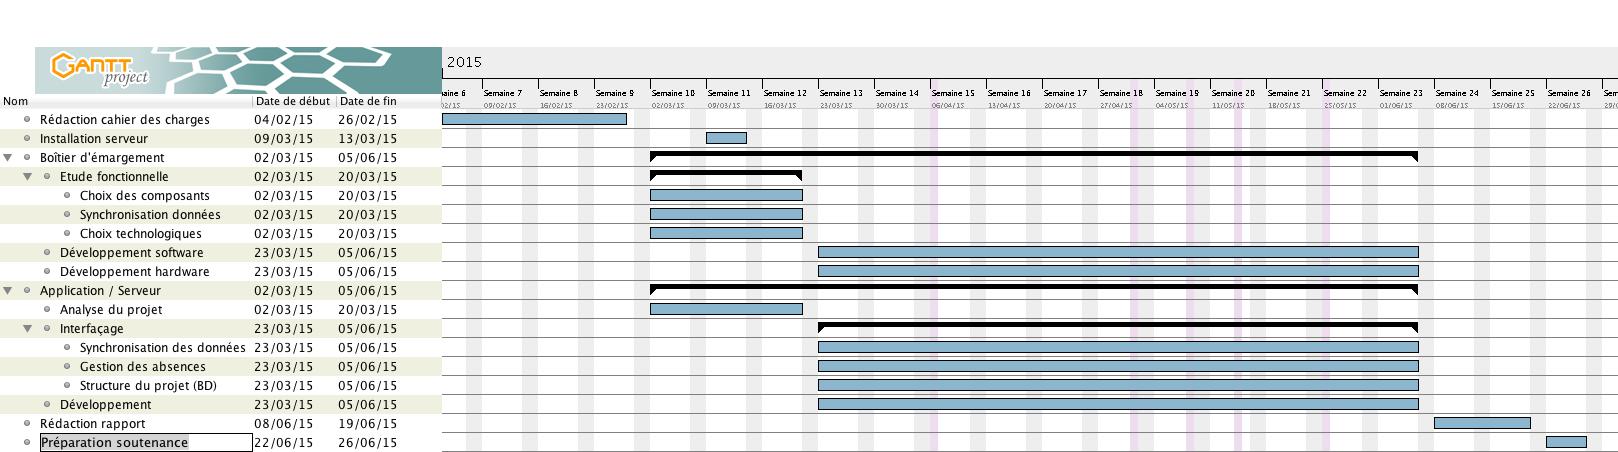 GANTT
project
2015
Nom Date de début Date de fin
aine 6 Semaine 7 Semaine 8 Semaine 9 Semaine 10 Semaine 11 Semaine 12 Semaine 13 Semaine 14 Semaine 15 Semaine 16 Semaine 17 Semaine 18 Semaine 19 Semaine 20 Semaine 21 Semaine 22 Semaine 23 Semaine 24 Semaine 25 Semaine 26 Sem
02/15 09/02/15 16/02/15 23/02/15 02/03/15 09/03/15 16/03/15 23/03/15 30/03/15 06/04/15 13/04/15 20/04/15 27/04/15 04/05/15 11/05/15 18/05/15 25/05/15 01/06/15 08/06/15 15/06/15 22/06/15 29/0
Rédaction cahier des charges 04/02/15 26/02/15
Installation serveur 09/03/15 13/03/15
Boîtier d'émargement 02/03/15 05/06/15
Etude fonctionnelle 02/03/15 20/03/15
Choix des composants 02/03/15 20/03/15
Synchronisation données 02/03/15 20/03/15
Choix technologiques 02/03/15 20/03/15
Développement software 23/03/15 05/06/15
Développement hardware 23/03/15 05/06/15
Application / Serveur 02/03/15 05/06/15
Analyse du projet 02/03/15 20/03/15
Interfaçage 23/03/15 05/06/15
Synchronisation des données 23/03/15 05/06/15
Gestion des absences 23/03/15 05/06/15
Structure du projet (BD) 23/03/15 05/06/15
Développement 23/03/15 05/06/15
Rédaction rapport 08/06/15 19/06/15
Préparation soutenance 22/06/15 26/06/15